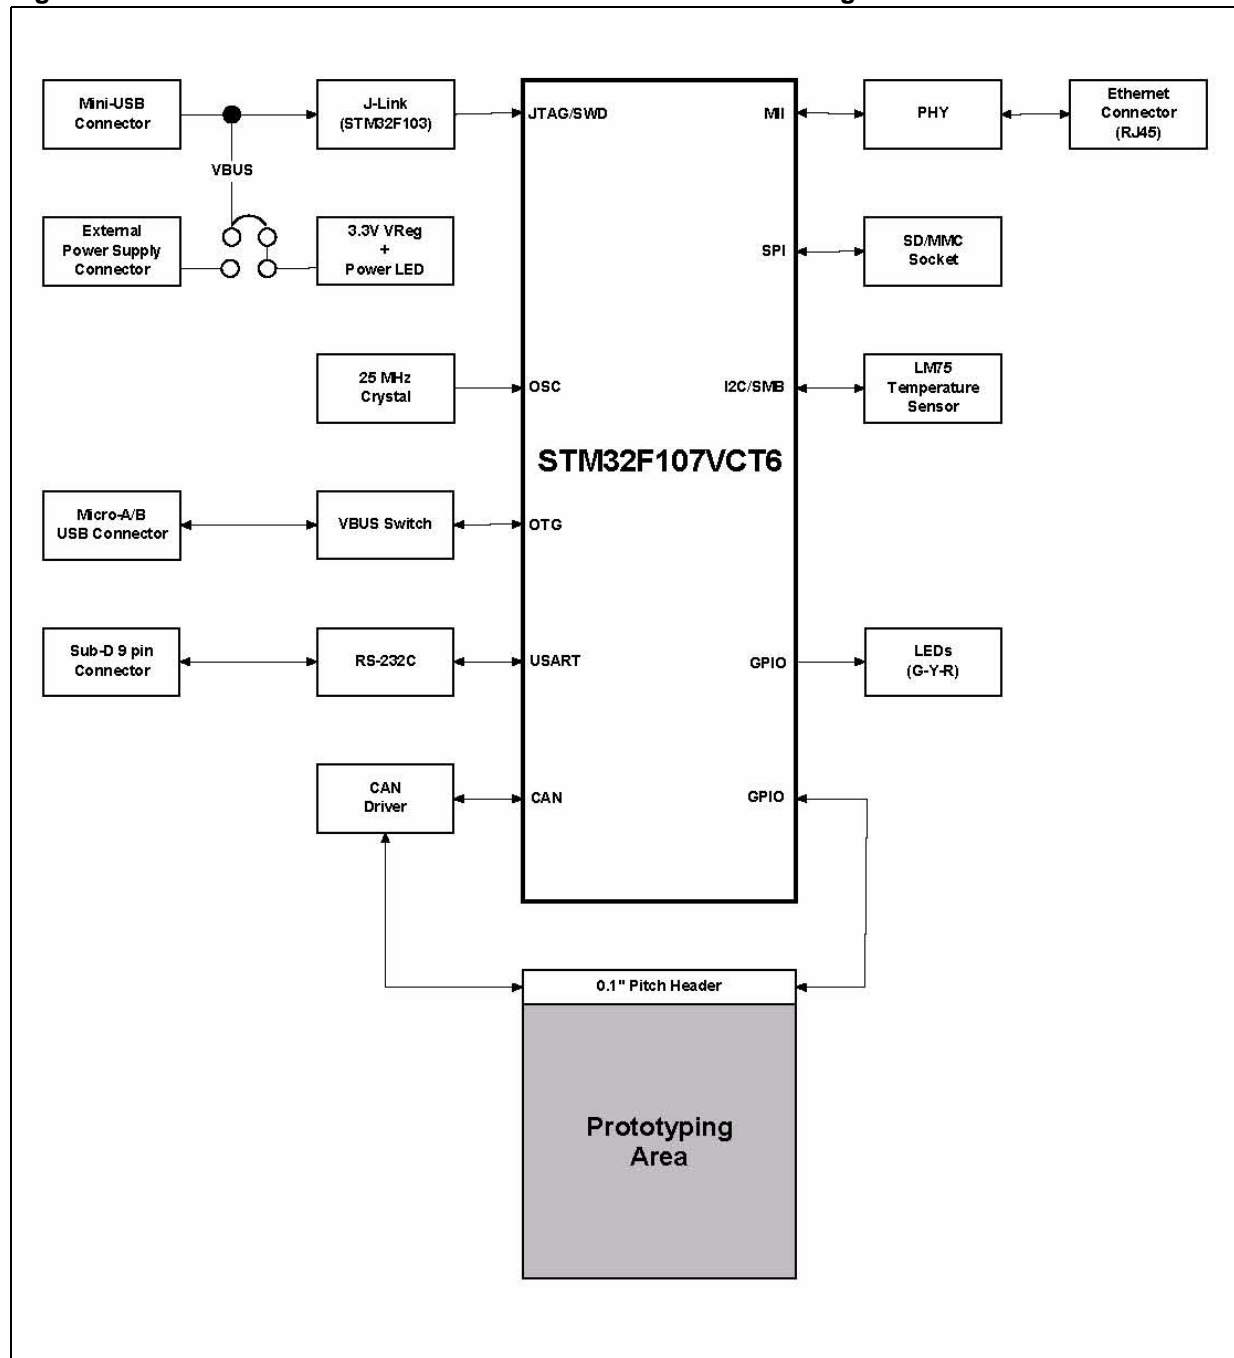 Mini-USB
Connector
J-Link
(STM32F103)
JTAG/SWD
MII
PHY
Ethernet
Connector
(RJ45)
VBUS
External
Power Supply
Connector
3.3V VReg
+
Power LED
SPI
SD/MMC
Socket
25 MHz
Crystal
OSC
I2C/SMB
LM75
Temperature
Sensor
STM32F107VCT6
Micro-A/B
USB Connector
VBUS Switch
OTG
Sub-D 9 pin
Connector
RS-232C
USART
GPIO
LEDs
(G-Y-R)
CAN
Driver
CAN
GPIO
0.1" Pitch Header
Prototyping
Area